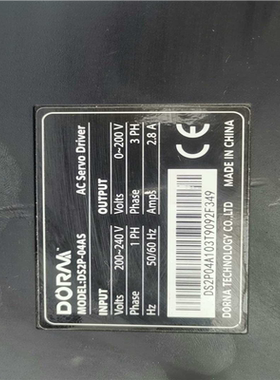 DORNA
MODEL:DS2P-04AS AC Servo Driver
INPUT OUTPUT
Volts 200~240 V Volts 0~200 V
Phase 1 PH Phase 3 PH
Hz 50/60 Hz Amps 2.8 A
DS2P04A10379092F349
DORNA TECHNOLOGY CO.,LTD MADE IN CHINA
CE